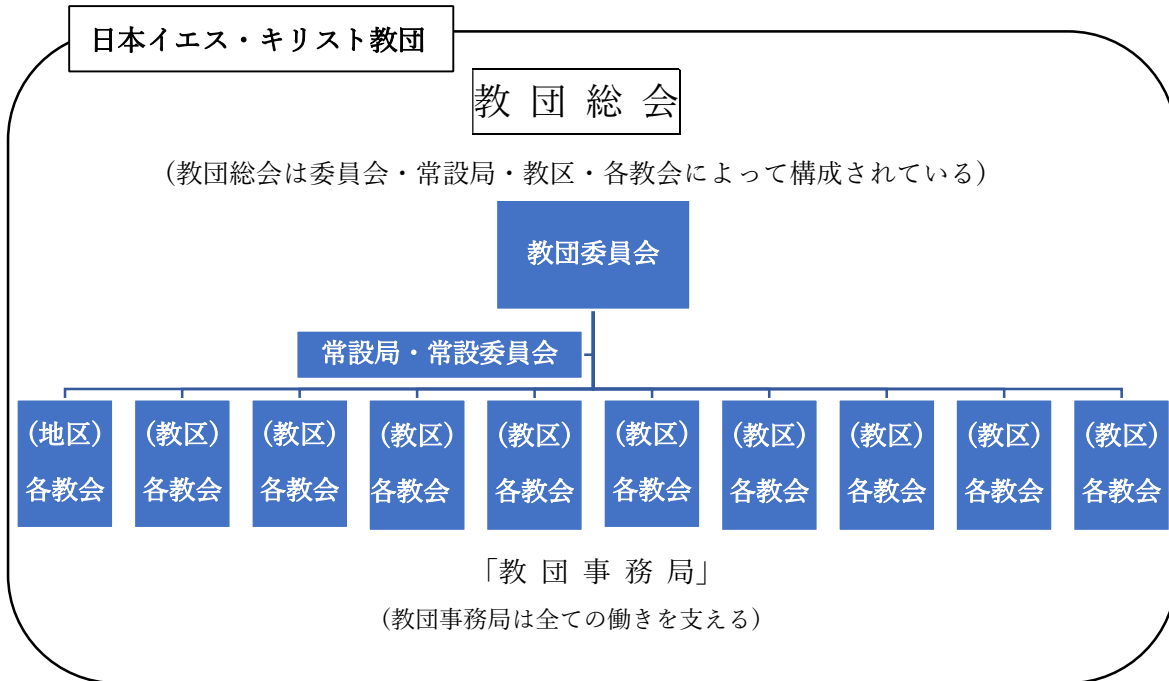 日本イエス・キリスト教団
教 団 総 会
(教団総会は委員会・常設局・教区・各教会によって構成されている)
教団委員会
常設局・常設委員会
(地区)
各教会
(教区)
各教会
(教区)
各教会
(教区)
各教会
(教区)
各教会
(教区)
各教会
(教区)
各教会
(教区)
各教会
(教区)
各教会
(教区)
各教会
「教 団 事 務 局」
(教団事務局は全ての働きを支える)